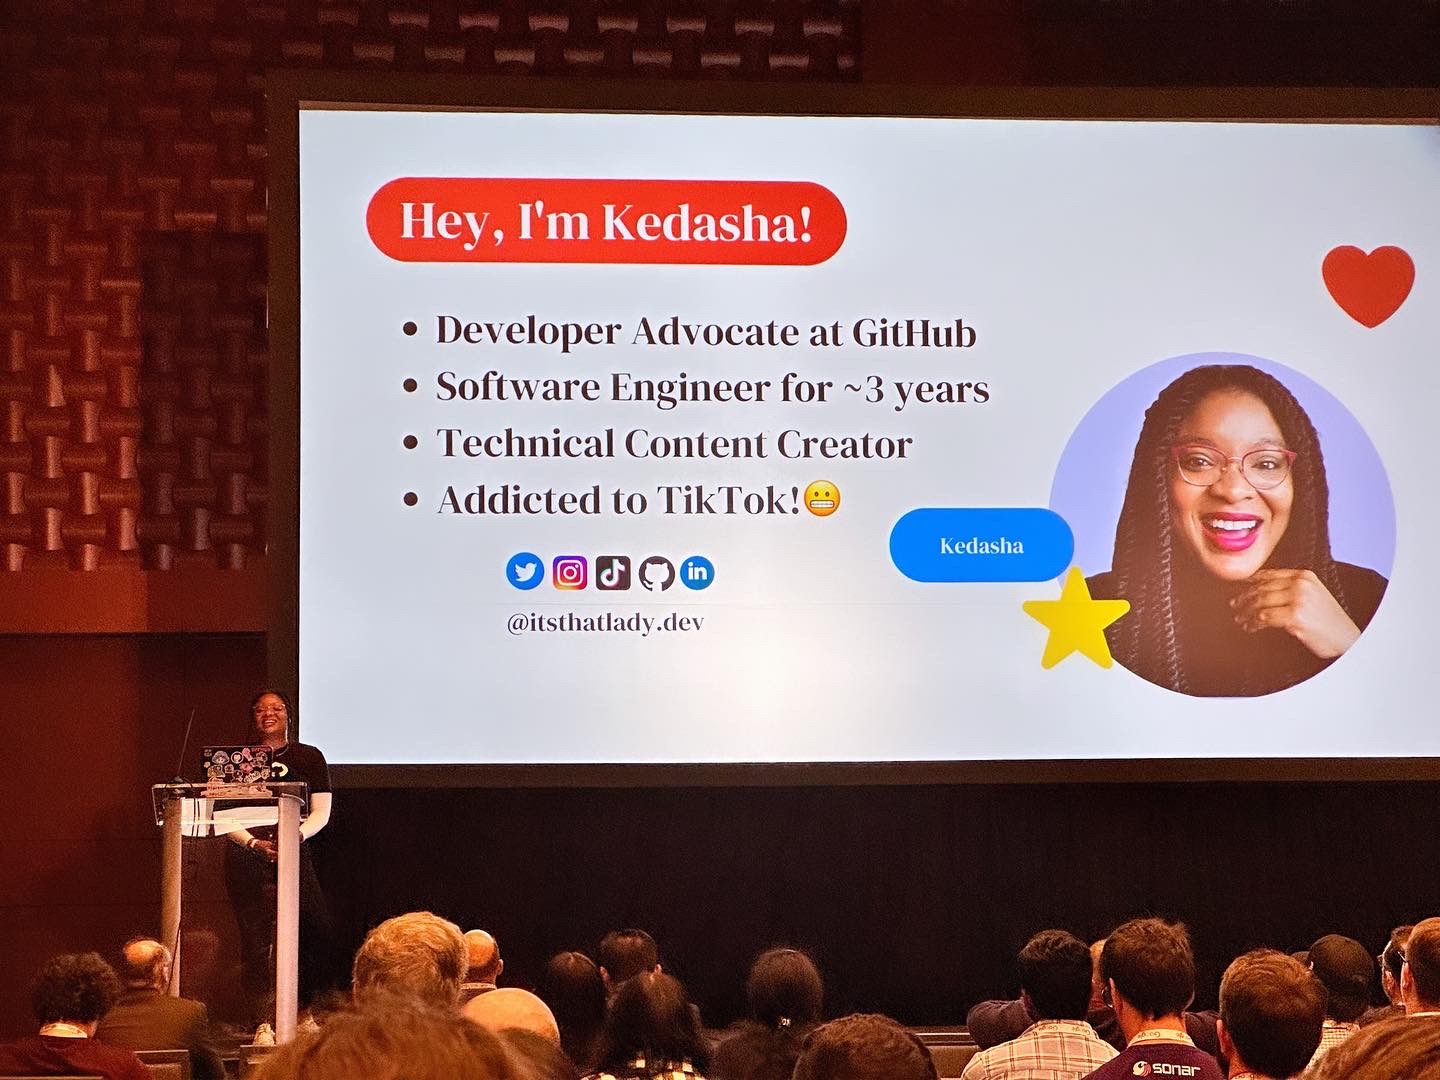 Hey, I'm Kedasha!
• Developer Advocate at GitHub
• Software Engineer for ~3 years
• Technical Content Creator
• Addicted to TikTok!😬
in
@itsthatlady.dev
Kedasha
sonar